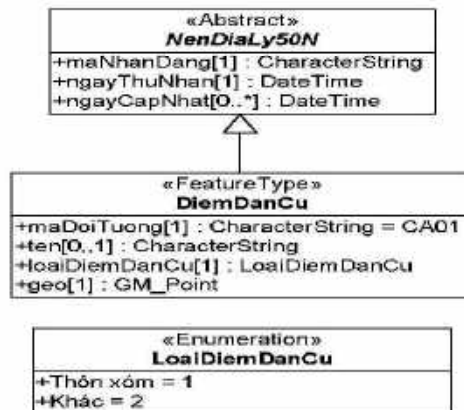 «Abstract»
NenDiaLy50N
+maNhanDang[1] : CharacterString
+ngayThuNhan[1] : DateTime
+ngayCapNhat[0..*] : DateTime
«FeatureType»
DiemDanCu
+maDoiTuong[1] : CharacterString = CA01
+ten[0..1] : CharacterString
+loaiDiemDanCu[1] : LoaiDiemDanCu
+geo[1] : GM_Point
«Enumeration»
LoaiDiemDanCu
+Thôn xóm = 1
+Khác = 2